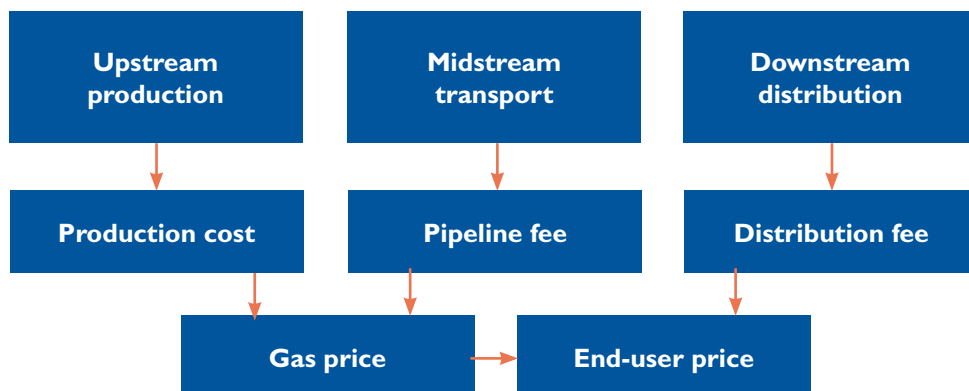 Upstream
production
Midstream
transport
Downstream
distribution
Production cost
Pipeline fee
Distribution fee
Gas price
End-user price